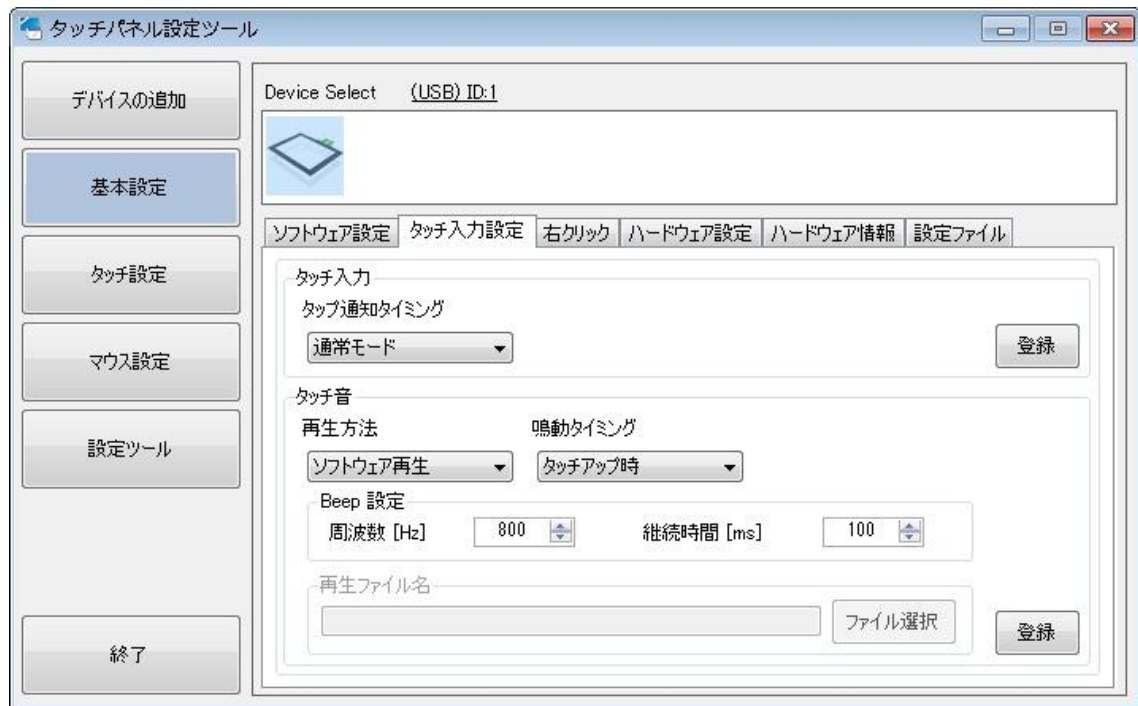 タッチパネル設定ツール
デバイスの追加
基本設定
タッチ設定
マウス設定
設定ツール
終了
Device Select (USB) ID:1
ソフトウェア設定 タッチ入力設定 右クリック ハードウェア設定 ハードウェア情報 設定ファイル
タッチ入力
タップ通知タイミング
通常モード 登録
タッチ音
再生方法 鳴動タイミング
ソフトウェア再生 タッチアップ時
Beep 設定
周波数 [Hz] 800 継続時間 [ms] 100
再生ファイル名
ファイル選択
登録